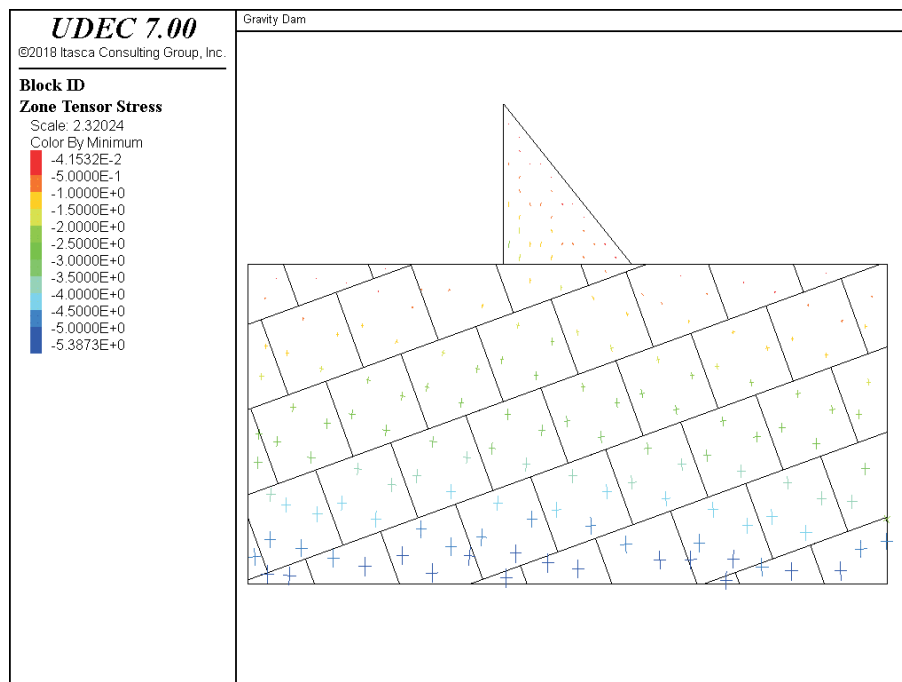 UDEC 7.00
©2018 Itasca Consulting Group, Inc.
Gravity Dam
Block ID
Zone Tensor Stress
Scale: 2.32024
Color By Minimum
-4.1532E-2
-5.0000E-1
-1.0000E+0
-1.5000E+0
-2.0000E+0
-2.5000E+0
-3.0000E+0
-3.5000E+0
-4.0000E+0
-4.5000E+0
-5.0000E+0
-5.3873E+0